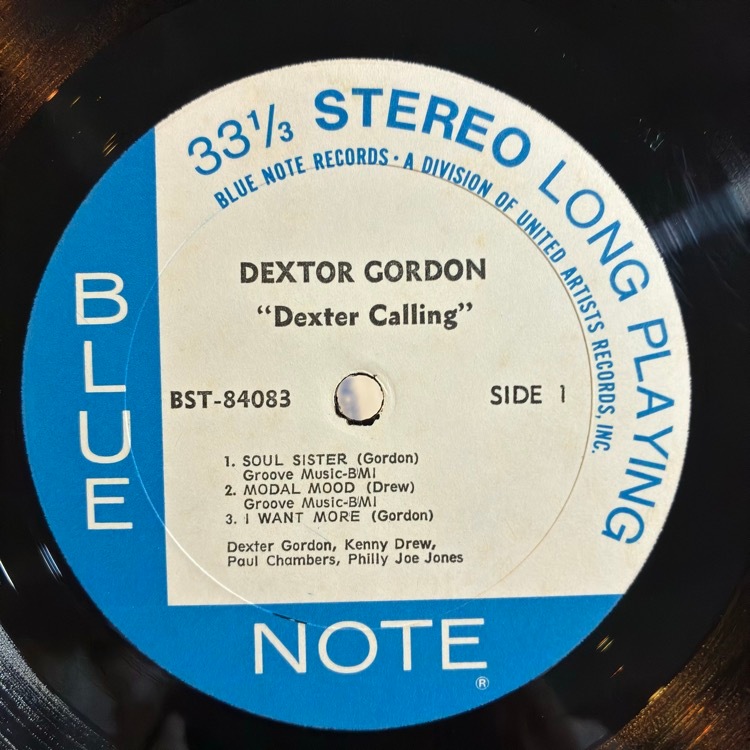 33⅓ STEREO LONG PLAYING
BLUE NOTE RECORDS · A DIVISION OF UNITED ARTISTS RECORDS, INC.
DEXTOR GORDON
“Dexter Calling”
BST-84083
SIDE 1
1. SOUL SISTER (Gordon)
Groove Music-BMI
2. MODAL MOOD (Drew)
Groove Music-BMI
3. I WANT MORE (Gordon)
Dexter Gordon, Kenny Drew,
Paul Chambers, Philly Joe Jones
BLUE
NOTE
®